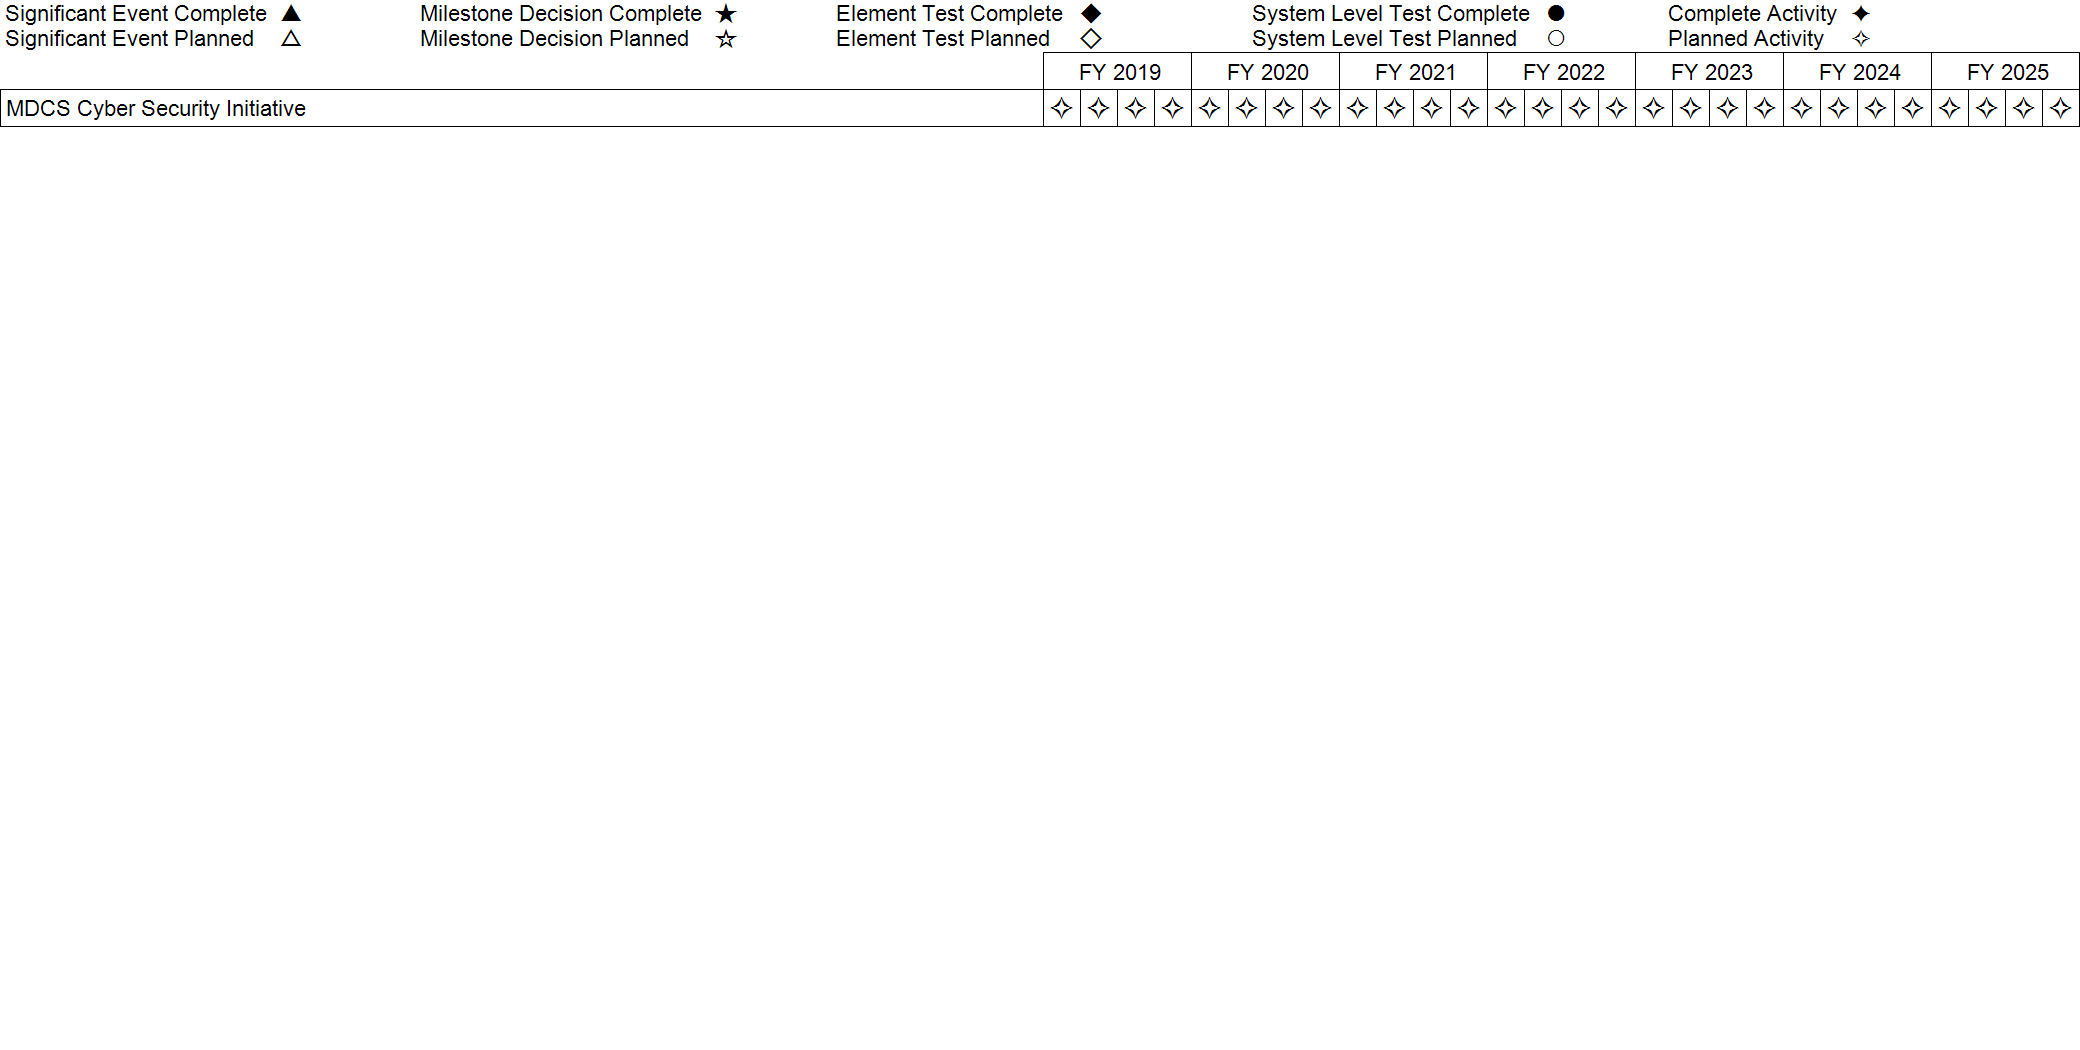 Significant Event Complete ▲ Milestone Decision Complete ★ Element Test Complete ◆ System Level Test Complete ● Complete Activity ✦
Significant Event Planned △ Milestone Decision Planned ☆ Element Test Planned ◇ System Level Test Planned ○ Planned Activity ✧
FY 2019 FY 2020 FY 2021 FY 2022 FY 2023 FY 2024 FY 2025
MDCS Cyber Security Initiative ✧ ✧ ✧ ✧ ✧ ✧ ✧ ✧ ✧ ✧ ✧ ✧ ✧ ✧ ✧ ✧ ✧ ✧ ✧ ✧ ✧ ✧ ✧ ✧ ✧ ✧ ✧ ✧